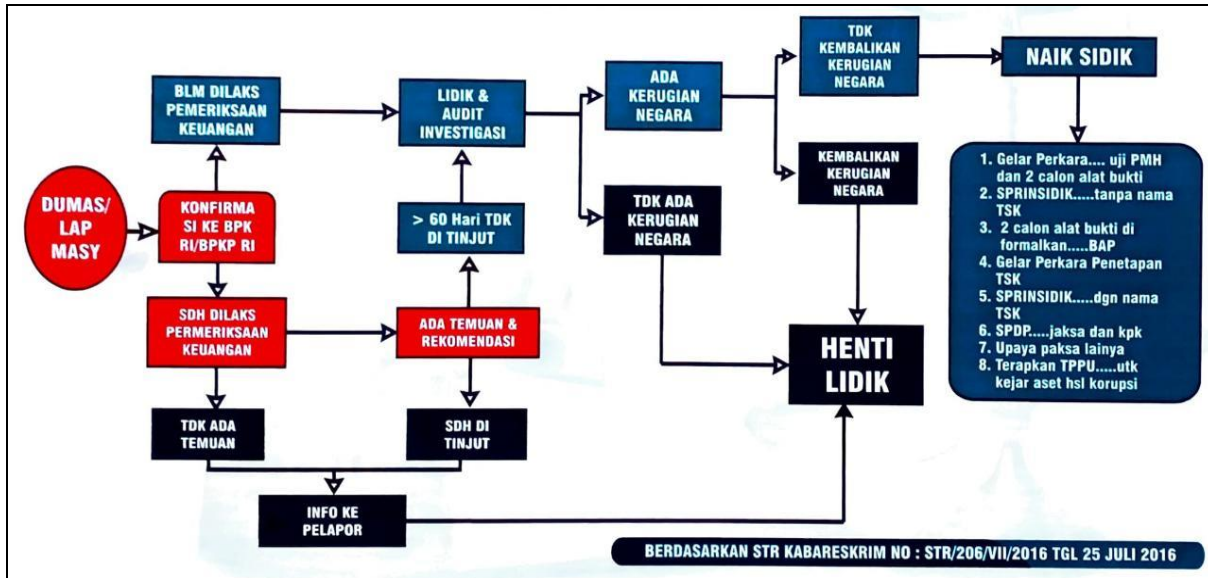 DUMAS/
LAP
MASY
KONFIRMA
SI KE BPK
RI/BPKP RI
BLM DILAKS
PEMERIKSAAN
KEUANGAN
SDH DILAKS
PERMERIKSAAN
KEUANGAN
TDK ADA
TEMUAN
INFO KE
PELAPOR
LIDIK &
AUDIT
INVESTIGASI
> 60 Hari TDK
DI TINJUT
ADA TEMUAN &
REKOMENDASI
SDH DI
TINJUT
ADA
KERUGIAN
NEGARA
TDK ADA
KERUGIAN
NEGARA
TDK
KEMBALIKAN
KERUGIAN
NEGARA
KEMBALIKAN
KERUGIAN
NEGARA
HENTI
LIDIK
NAIK SIDIK
1. Gelar Perkara.... uji PMH
dan 2 calon alat bukti
2. SPRINSIDIK.....tanpa nama
TSK
3. 2 calon alat bukti di
formalkan.....BAP
4. Gelar Perkara Penetapan
TSK
5. SPRINSIDIK.....dgn nama
TSK
6. SPDP.....jaksa dan kpk
7. Upaya paksa lainya
8. Terapkan TPPU.....utk
kejar aset hsl korupsi
BERDASARKAN STR KABARESKRIM NO : STR/206/VII/2016 TGL 25 JULI 2016